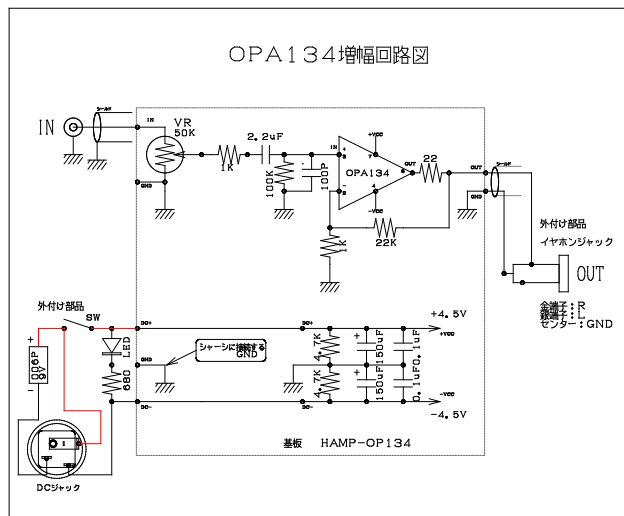 OPA134増幅回路図
IN
シールド
IN
VR
50K
GND
1K
2.2uF
100K
100P
IN
+
3
-
2
+VCC
7
OPA134
4
-VCC
OUT
6
22
22K
1K
OUT
GND
シールド
外付け部品
イヤホンジャック
OUT
金端子：R
銀端子：L
センター：GND
外付け部品
SW
+
006P
9V
-
DCジャック
LED
680
DC+
GND
DC-
シャーシに接続する
GND
DC+
DC-
4.7K
4.7K
+
150uF
+
150uF
0.1uF
0.1uF
+4.5V
+VCC
-VCC
-4.5V
基板 HAMP-OP134